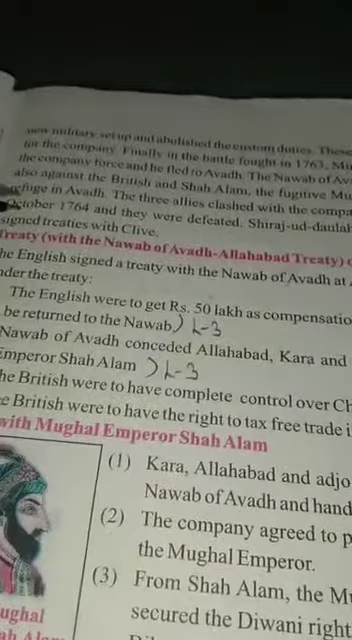 new military set up and abolished the custom duties. These
for the company. Finally in the battle fought in 1763, Mi
the company force and he fled to Avadh. The Nawab of Av
also against the British and Shah Alam, the fugitive Mu
refuge in Avadh. The three allies clashed with the compa
October 1764 and they were defeated. Shiraj-ud-daulah
signed treaties with Clive.
Treaty (with the Nawab of Avadh-Allahabad Treaty)
he English signed a treaty with the Nawab of Avadh at
nder the treaty:
The English were to get Rs. 50 lakh as compensatio
be returned to the Nawab) L-3
Nawab of Avadh conceded Allahabad, Kara and
Emperor Shah Alam ) L-3
he British were to have complete control over Ch
e British were to have the right to tax free trade i
with Mughal Emperor Shah Alam
(1) Kara, Allahabad and adjo
Nawab of Avadh and hand
(2) The company agreed to p
the Mughal Emperor.
(3) From Shah Alam, the Mu
secured the Diwani right
ughal
ah Alam